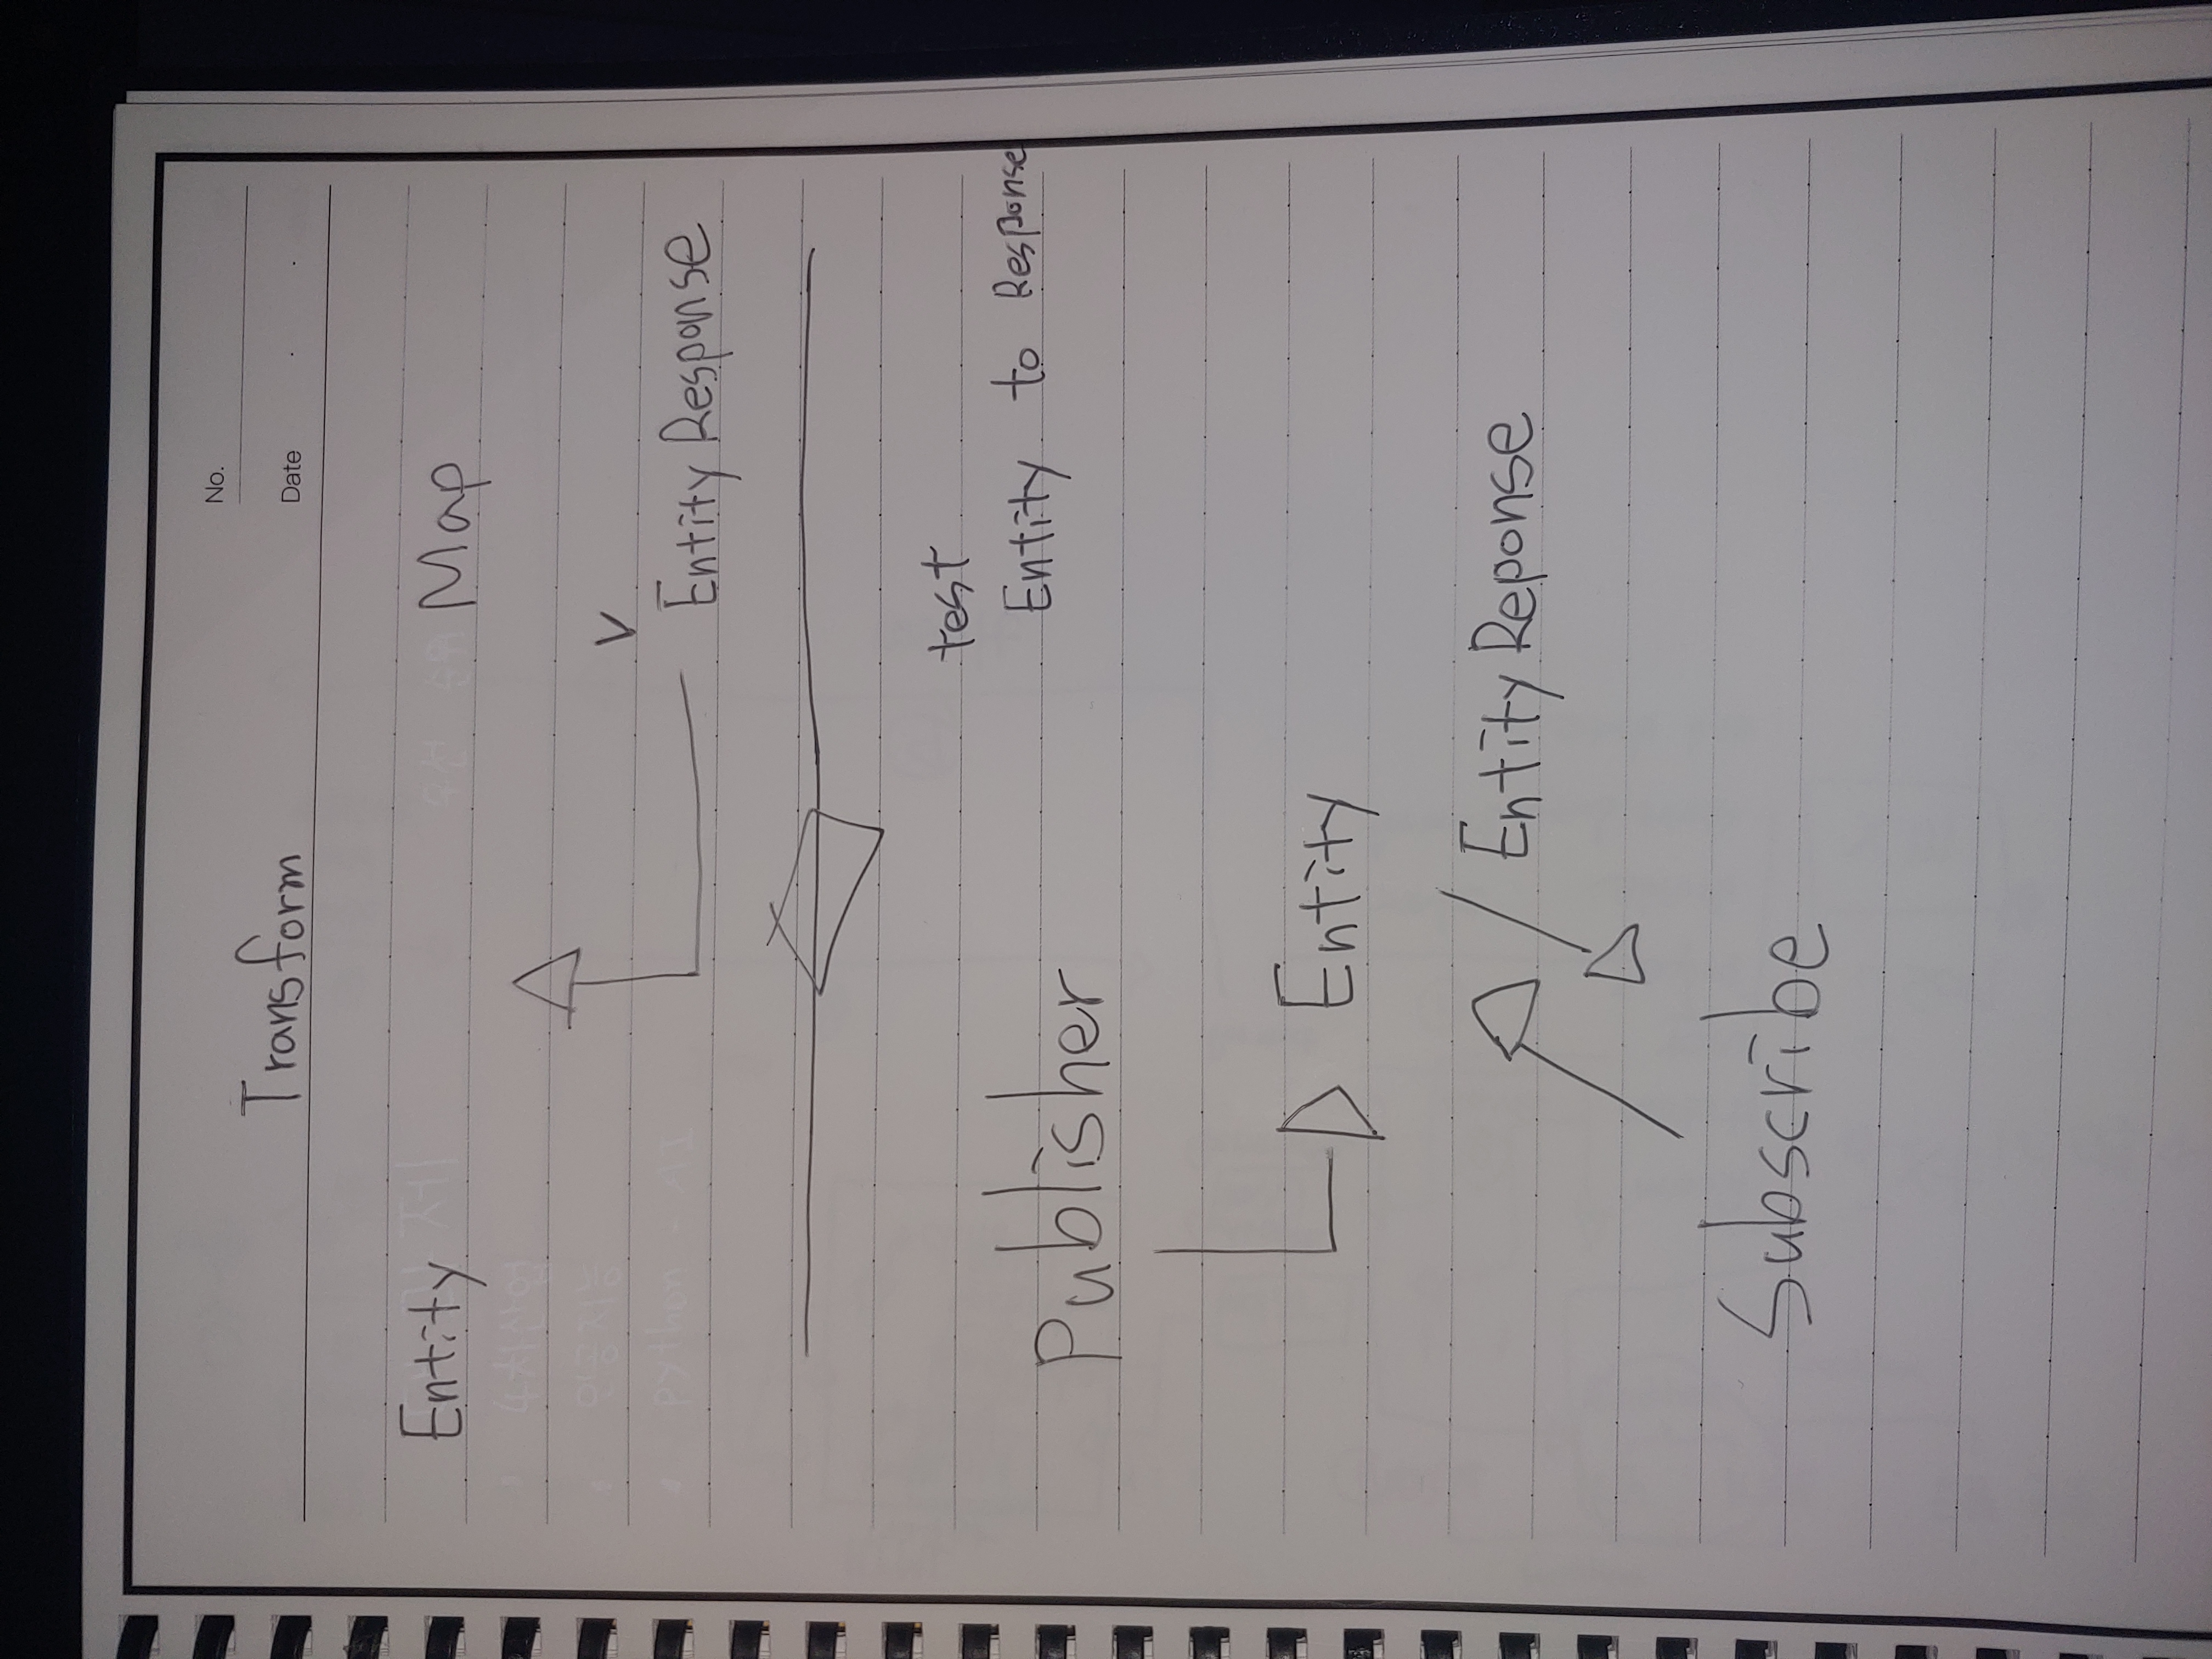 No.
Transform
Date . .
Entity Map
V
Entity Response
test
Entity to Response
Publisher
Entity
Entity Reponse
Subscribe